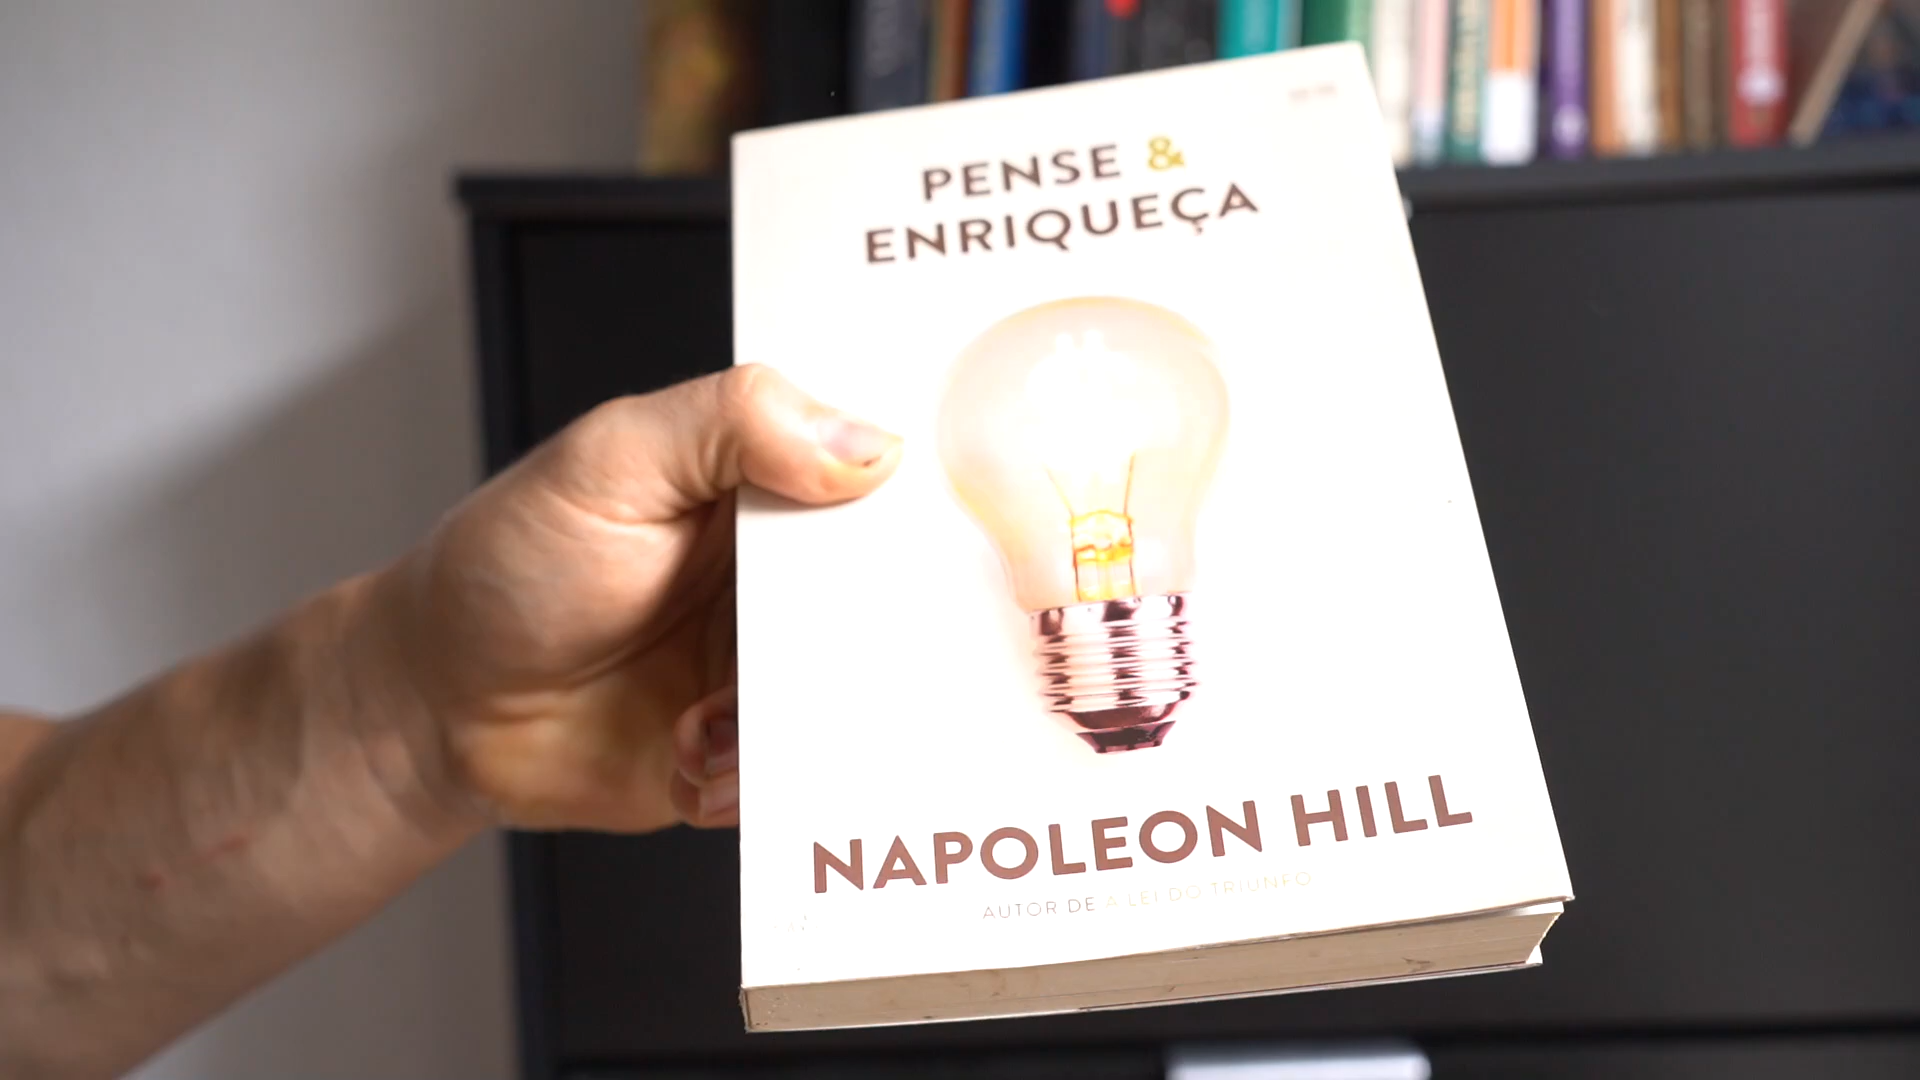 PENSE &
ENRIQUEÇA
NAPOLEON HILL
AUTOR DE A LEI DO TRIUNFO